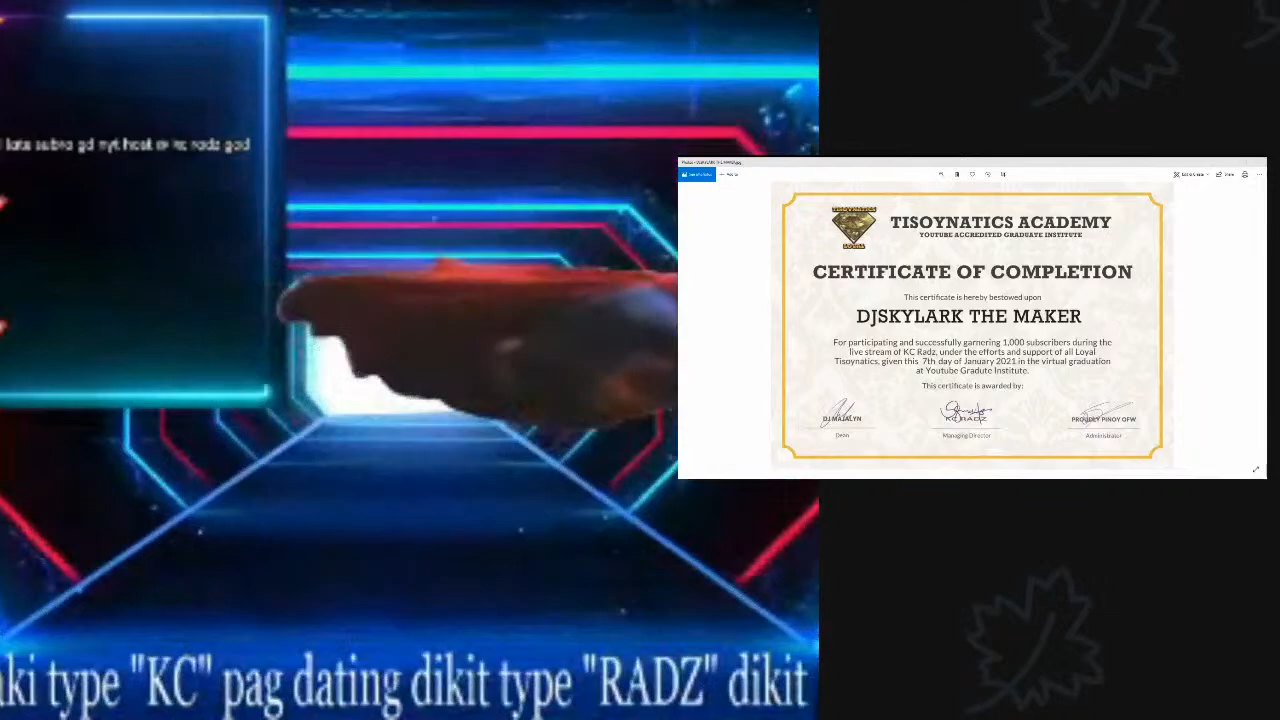 late subra gd nyt host
TISOYNATICS ACADEMY
YOUTUBE ACCREDITED GRADUATE INSTITUTE
CERTIFICATE OF COMPLETION
This certificate is hereby bestowed upon
DJSKYLARK THE MAKER
For participating and successfully garnering 1,000 subscribers during the
live stream of KC Radz, under the efforts and support of all Loyal
Tisoynatics, given this 7th day of January 2021 in the virtual graduation
at Youtube Gradute Institute.
This certificate is awarded by:
DJ MAJALYN
KC RADZ
PROUDLY PINOY OFW
Dean
Managing Director
Administrator
aki type "KC" pag dating dikit type "RADZ" dikit